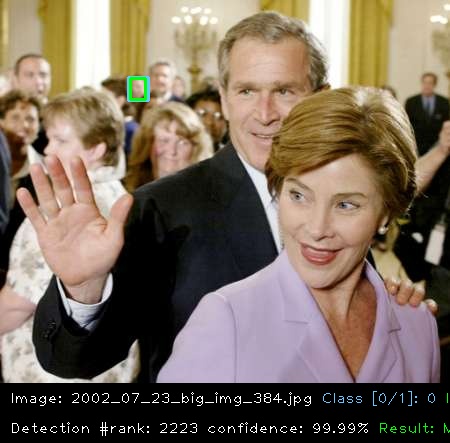 Image: 2002_07_23_big_img_384.jpg Class [0/1]: 0
Detection #rank: 2223 confidence: 99.99% Result: